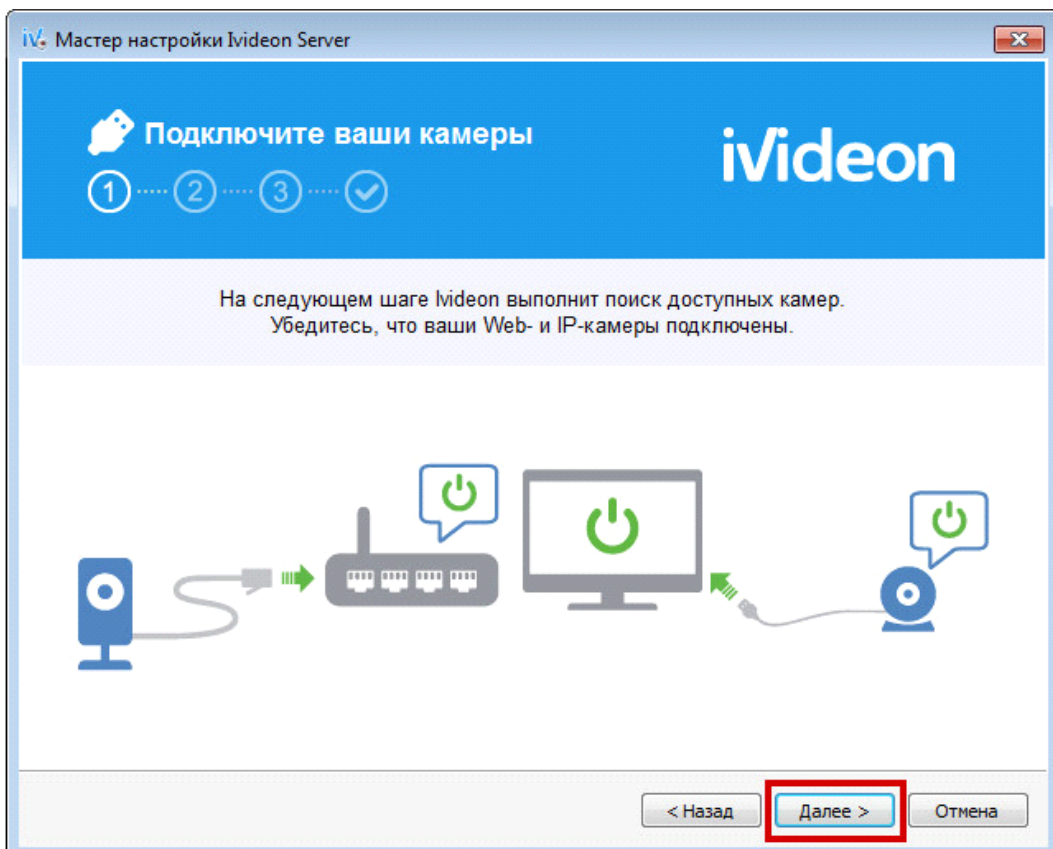 iV Мастер настройки Ivideon Server
Подключите ваши камеры
iVideon
1 2 3
На следующем шаге Ivideon выполнит поиск доступных камер.
Убедитесь, что ваши Web- и IP-камеры подключены.
< Назад Далее > Отмена